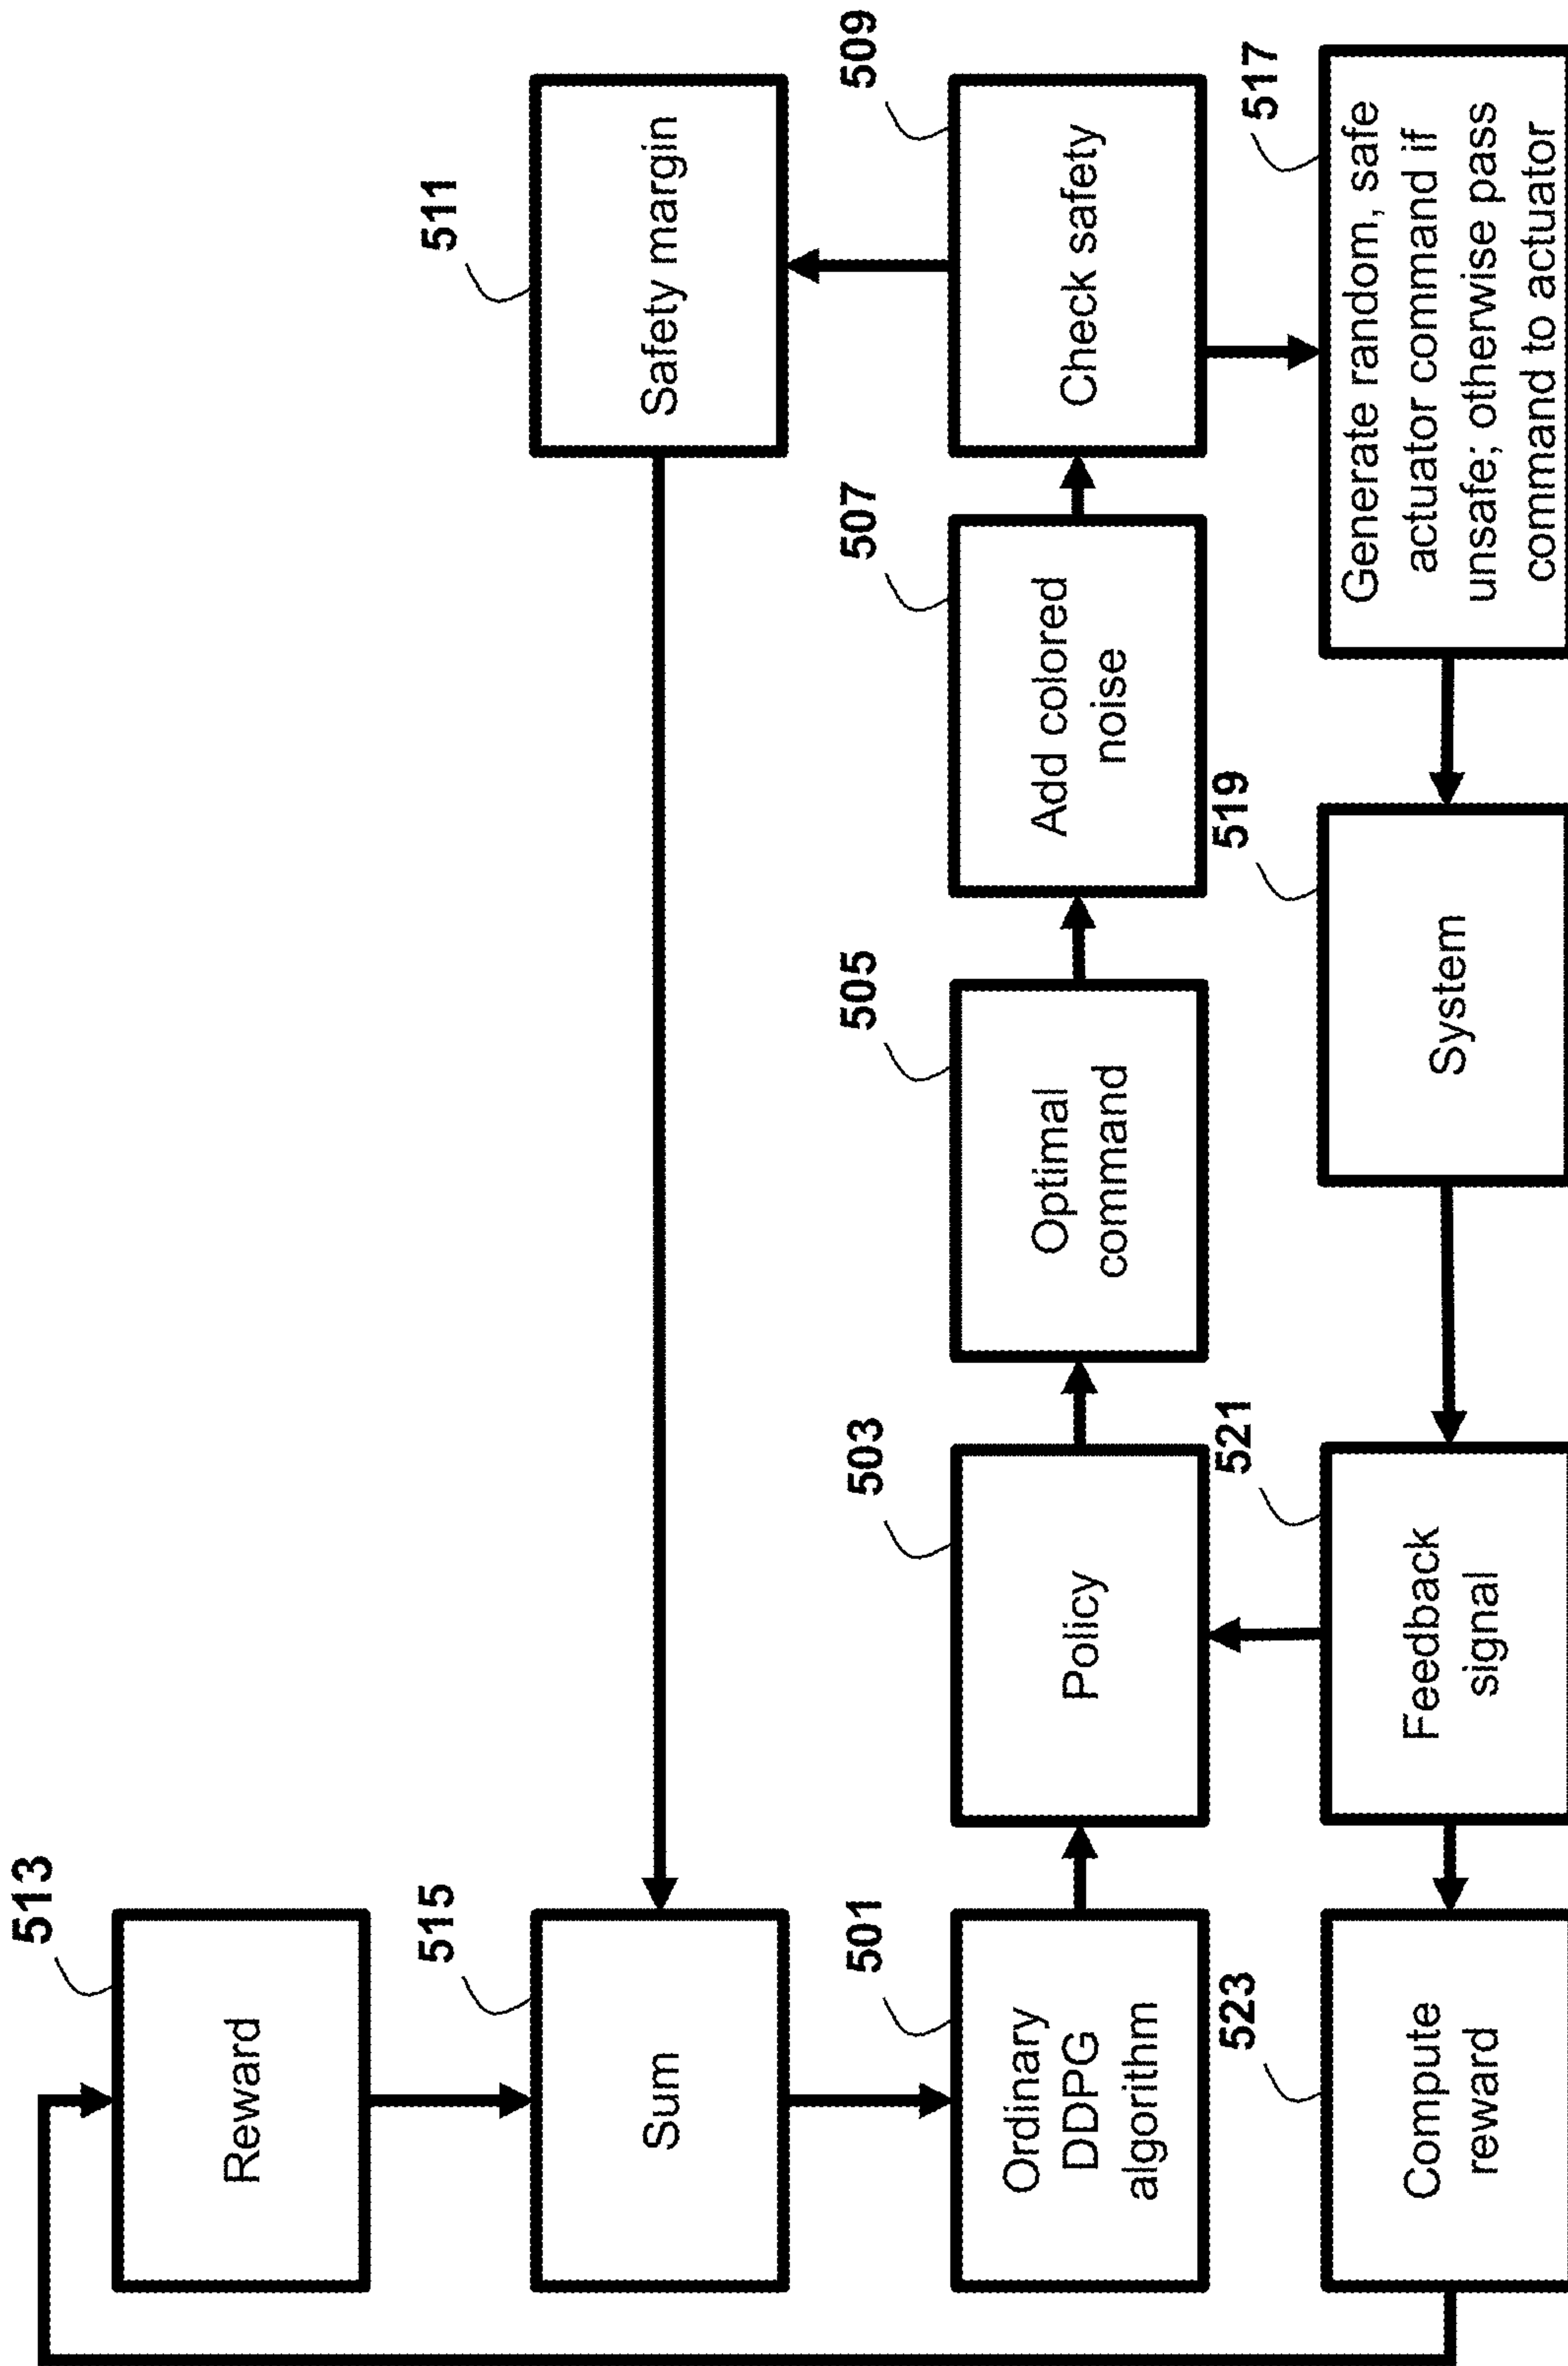 513
Reward
515
Sum
511
Safety margin
501
Ordinary
DDPG
algorithm
503
Policy
505
Optimal
command
507
Add colored
noise
509
Check safety
523
Compute
reward
521
Feedback
signal
519
System
517
Generate random, safe
actuator command if
unsafe; otherwise pass
command to actuator